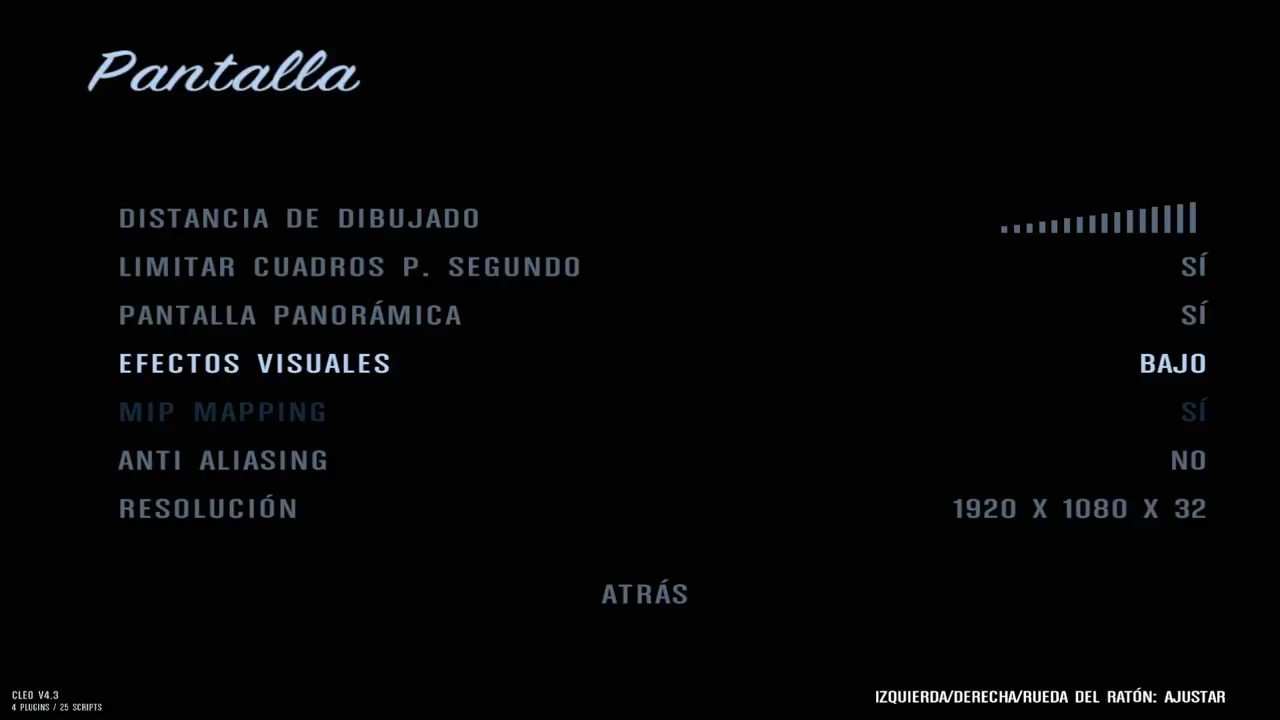 Pantalla
DISTANCIA DE DIBUJADO
LIMITAR CUADROS P. SEGUNDO SÍ
PANTALLA PANORÁMICA SÍ
EFECTOS VISUALES BAJO
MIP MAPPING SÍ
ANTI ALIASING NO
RESOLUCIÓN 1920 X 1080 X 32
ATRÁS
CLEO V4.3
4 PLUGINS / 25 SCRIPTS
IZQUIERDA/DERECHA/RUEDA DEL RATÓN: AJUSTAR